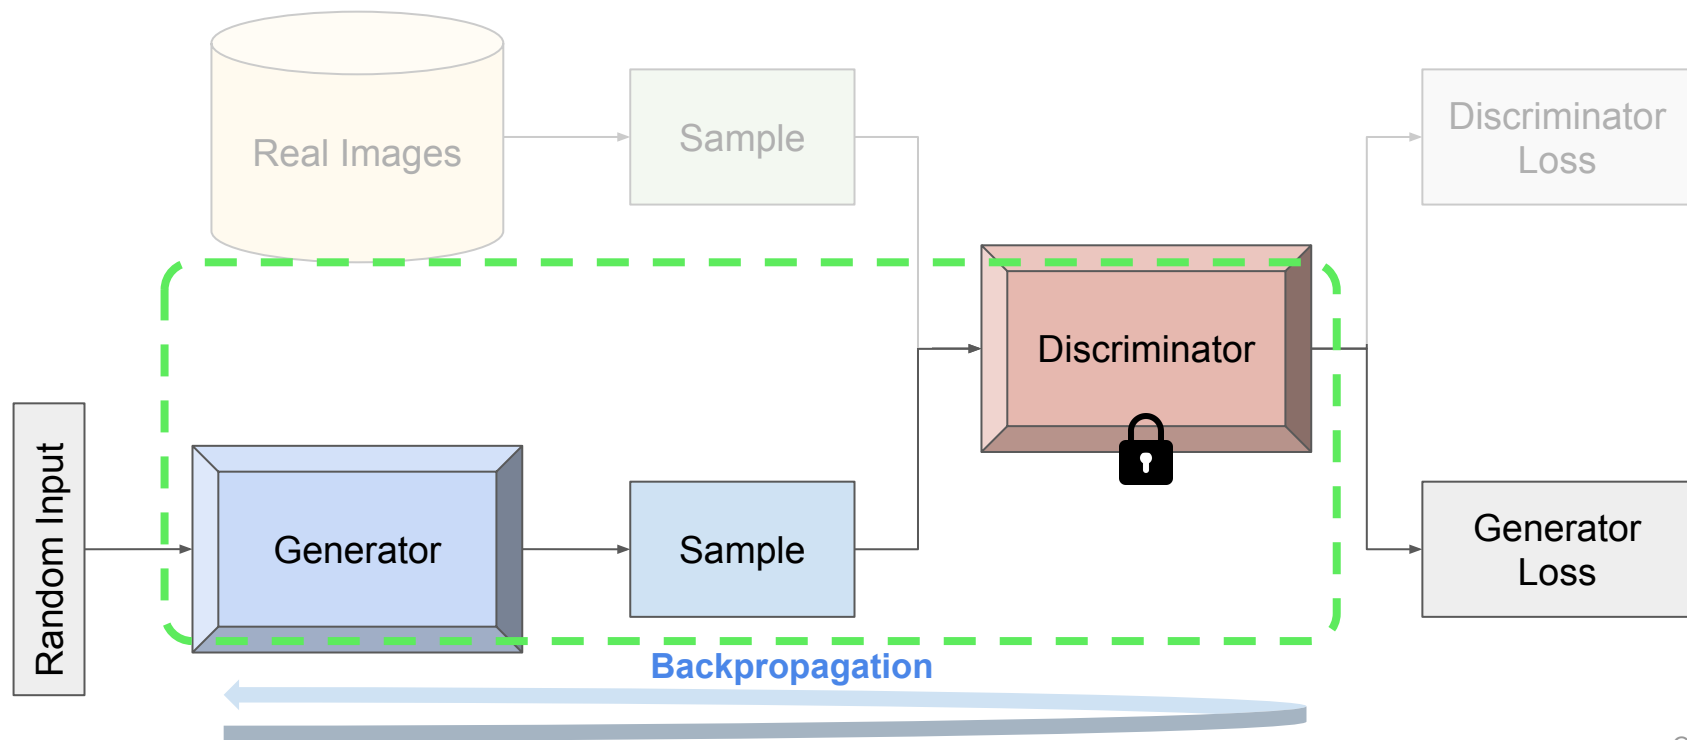 Real Images
Sample
Discriminator
Loss
Discriminator
Random Input
Generator
Sample
Generator
Loss
Backpropagation